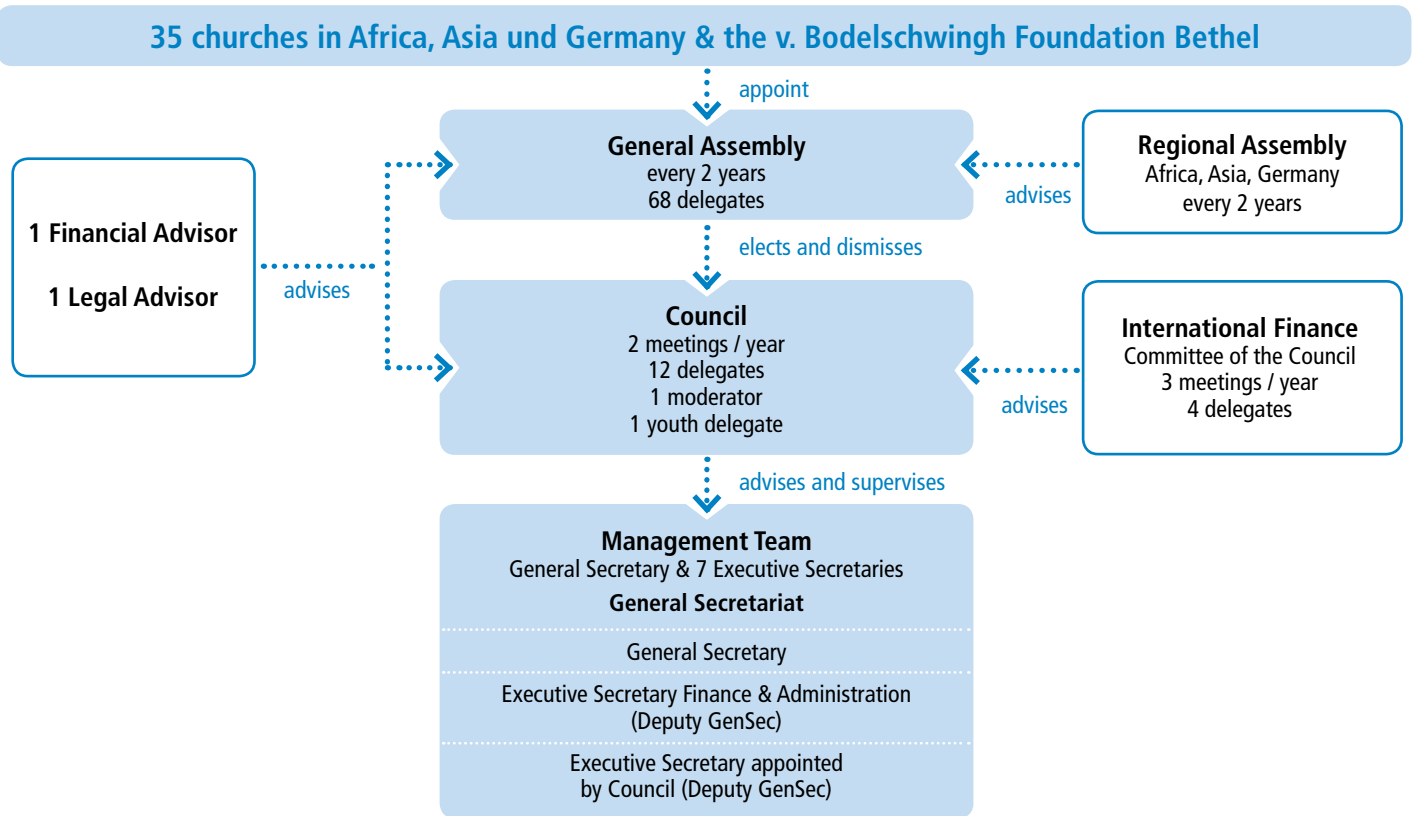 35 churches in Africa, Asia und Germany & the v. Bodelschwingh Foundation Bethel
appoint
General Assembly
every 2 years
68 delegates
Regional Assembly
Africa, Asia, Germany
every 2 years
advises
1 Financial Advisor
1 Legal Advisor
advises
elects and dismisses
Council
2 meetings / year
12 delegates
1 moderator
1 youth delegate
International Finance
Committee of the Council
3 meetings / year
4 delegates
advises
advises and supervises
Management Team
General Secretary & 7 Executive Secretaries
General Secretariat
General Secretary
Executive Secretary Finance & Administration
(Deputy GenSec)
Executive Secretary appointed
by Council (Deputy GenSec)